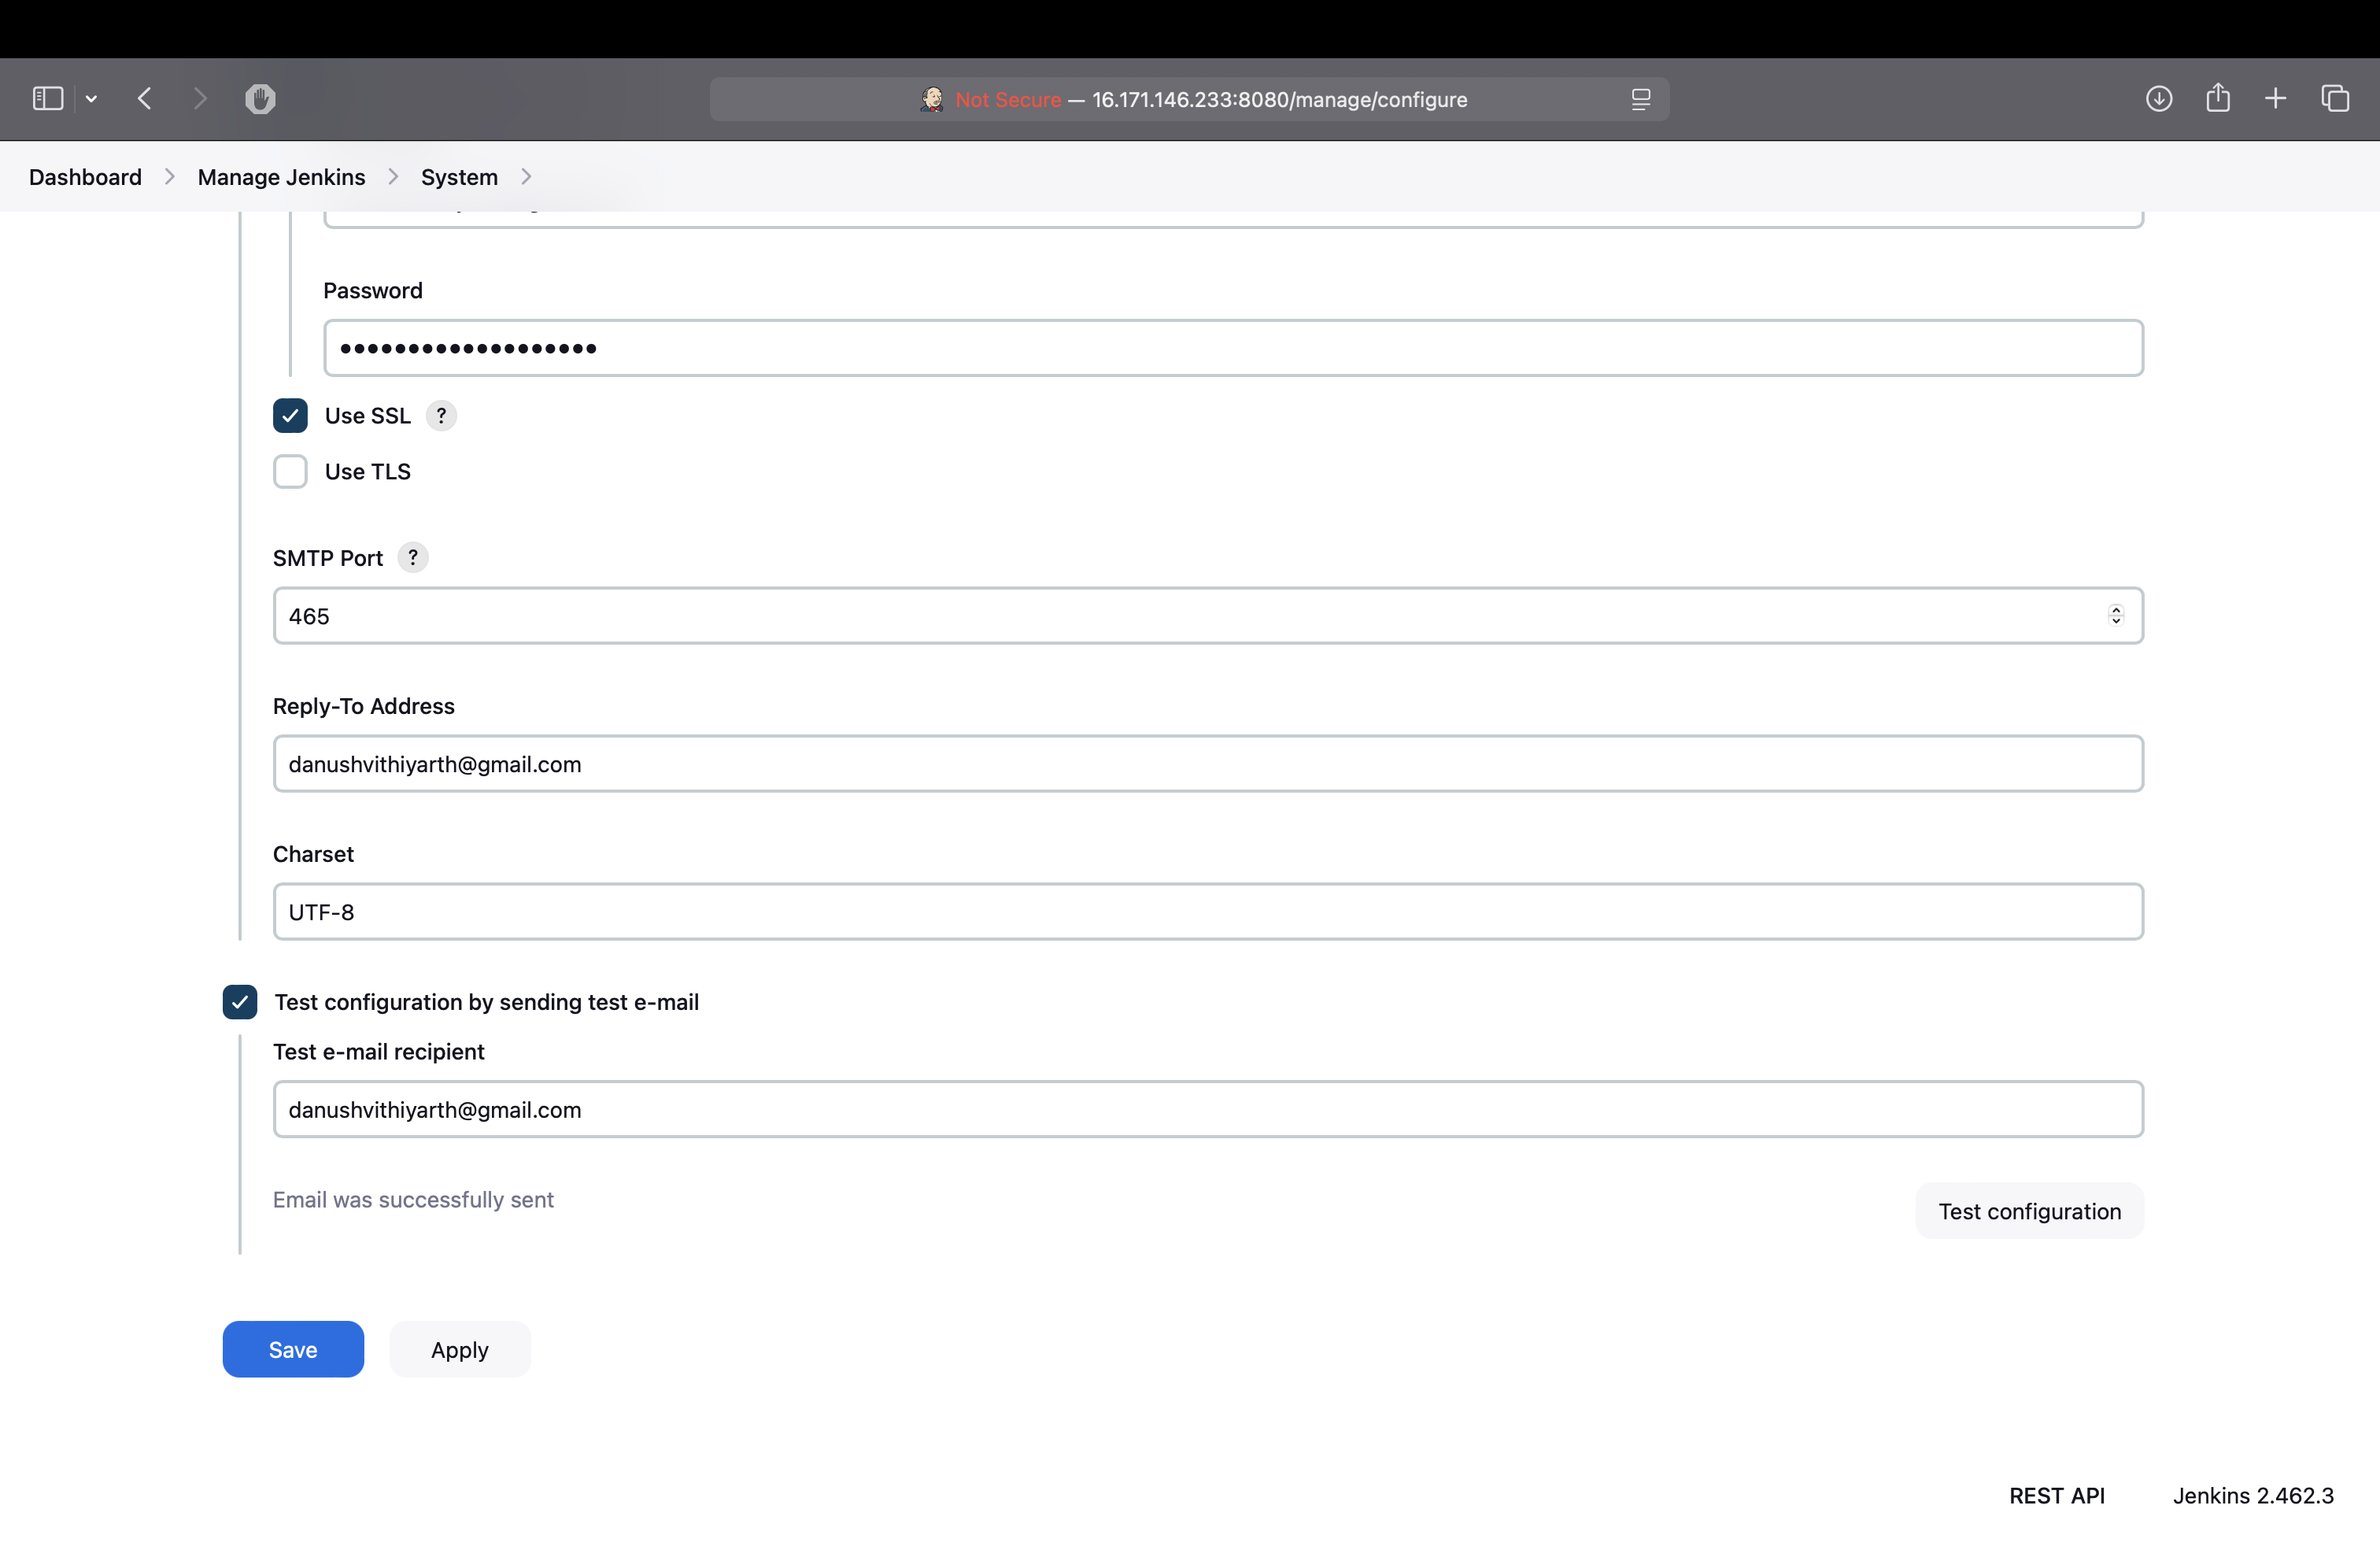 Not Secure — 16.171.146.233:8080/manage/configure
Dashboard Manage Jenkins System
Password
Use SSL ?
Use TLS
SMTP Port ?
465
Reply-To Address
danushvithiyarth@gmail.com
Charset
UTF-8
Test configuration by sending test e-mail
Test e-mail recipient
danushvithiyarth@gmail.com
Email was successfully sent
Test configuration
Save Apply
REST API Jenkins 2.462.3